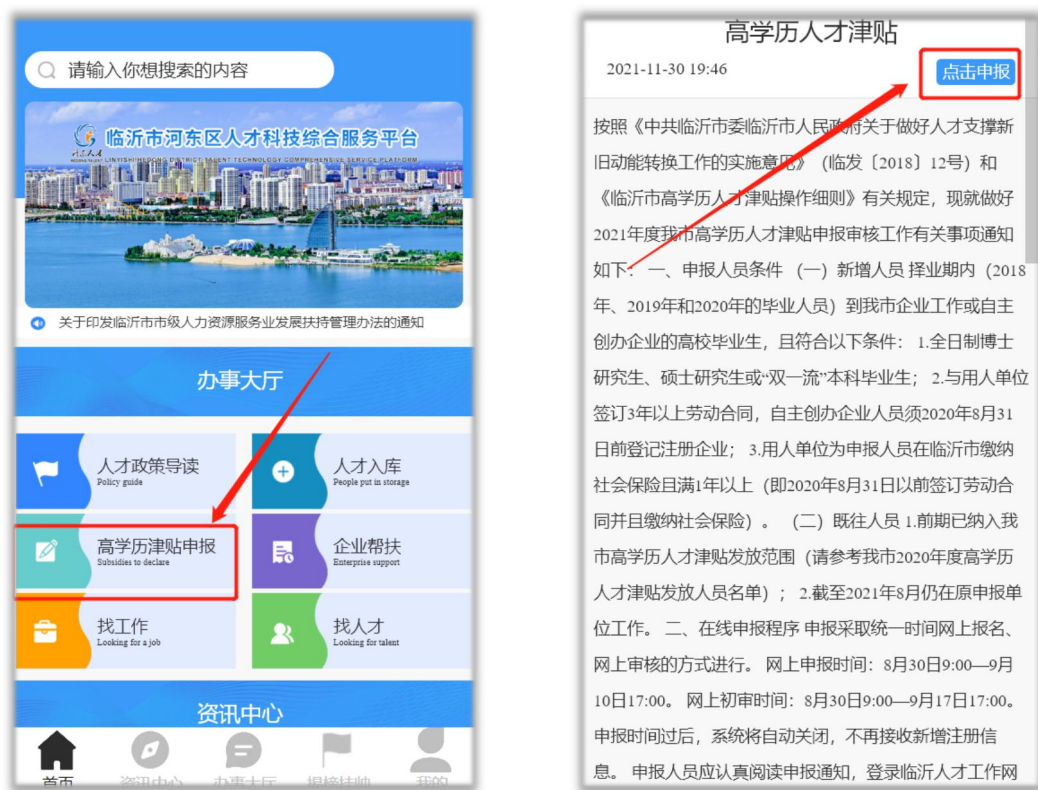 请输入你想搜索的内容
临沂市河东区人才科技综合服务平台
LINYISHI HEDONG DISTRICT TALENT TECHNOLOGY COMPREHENSIVE SERVICE PLATFORM
关于印发临沂市市级人力资源服务业发展扶持管理办法的通知
办事大厅
人才政策导读
Policy guide
人才入库
People put in storage
高学历津贴申报
Subsidies to declare
企业帮扶
Enterprise support
找工作
Looking for a job
找人才
Looking for talent
资讯中心
首页
资讯中心
办事大厅
揭榜挂帅
我的
高学历人才津贴
2021-11-30 19:46
点击申报
按照《中共临沂市委临沂市人民政府关于做好人才支撑新
旧动能转换工作的实施意见》（临发〔2018〕12号）和
《临沂市高学历人才津贴操作细则》有关规定，现就做好
2021年度我市高学历人才津贴申报审核工作有关事项通知
如下： 一、申报人员条件 （一）新增人员 择业期内（2018
年、2019年和2020年的毕业人员）到我市企业工作或自主
创办企业的高校毕业生，且符合以下条件： 1.全日制博士
研究生、硕士研究生或“双一流”本科毕业生； 2.与用人单位
签订3年以上劳动合同，自主创办企业人员须2020年8月31
日前登记注册企业； 3.用人单位为申报人员在临沂市缴纳
社会保险且满1年以上（即2020年8月31日以前签订劳动合
同并且缴纳社会保险）。 （二）既往人员 1.前期已纳入我
市高学历人才津贴发放范围（请参考我市2020年度高学历
人才津贴发放人员名单）； 2.截至2021年8月仍在原申报单
位工作。 二、在线申报程序 申报采取统一时间网上报名、
网上审核的方式进行。 网上申报时间：8月30日9:00—9月
10日17:00。 网上初审时间：8月30日9:00—9月17日17:00。
申报时间过后，系统将自动关闭，不再接收新增注册信
息。 申报人员应认真阅读申报通知，登录临沂人才工作网